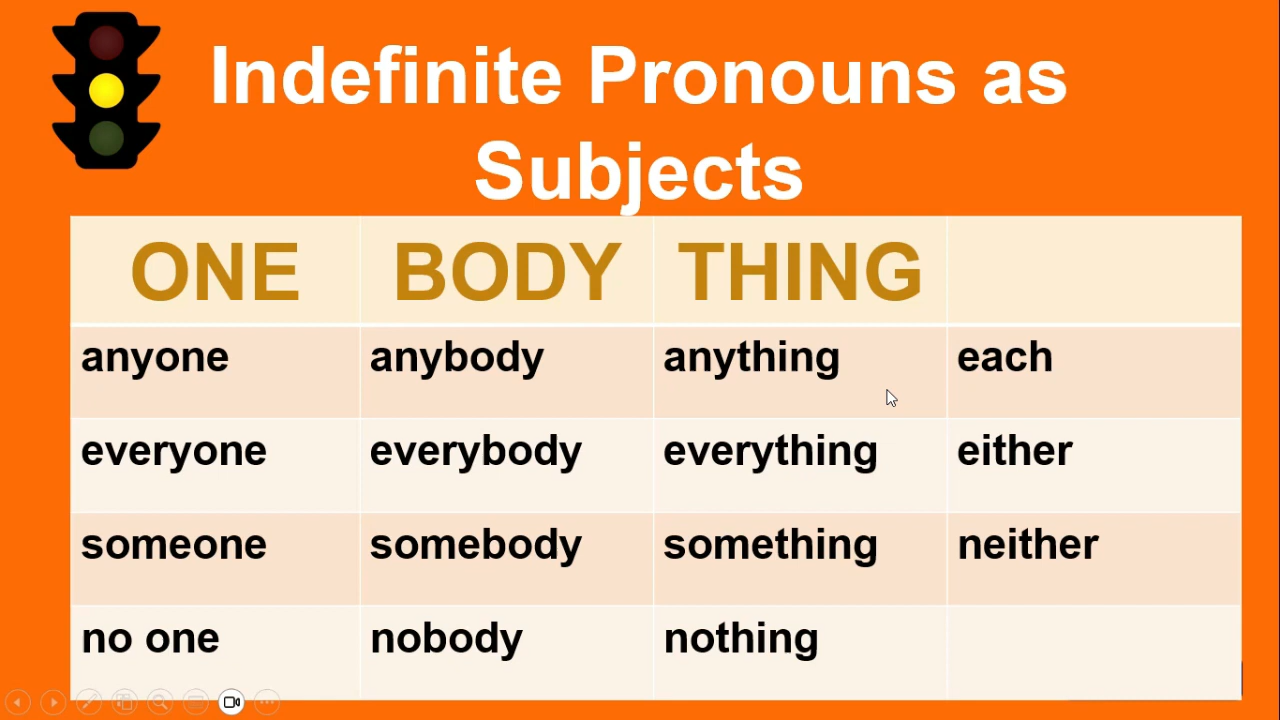 Indefinite Pronouns as
Subjects
ONE BODY THING
anyone anybody anything each
everyone everybody everything either
someone somebody something neither
no one nobody nothing